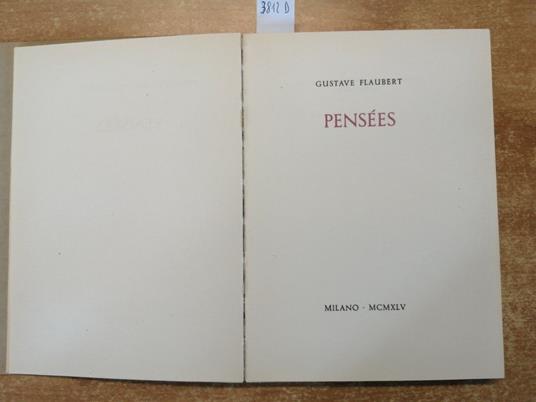 3812 D
GUSTAVE FLAUBERT
PENSÉES
MILANO - MCMXLV